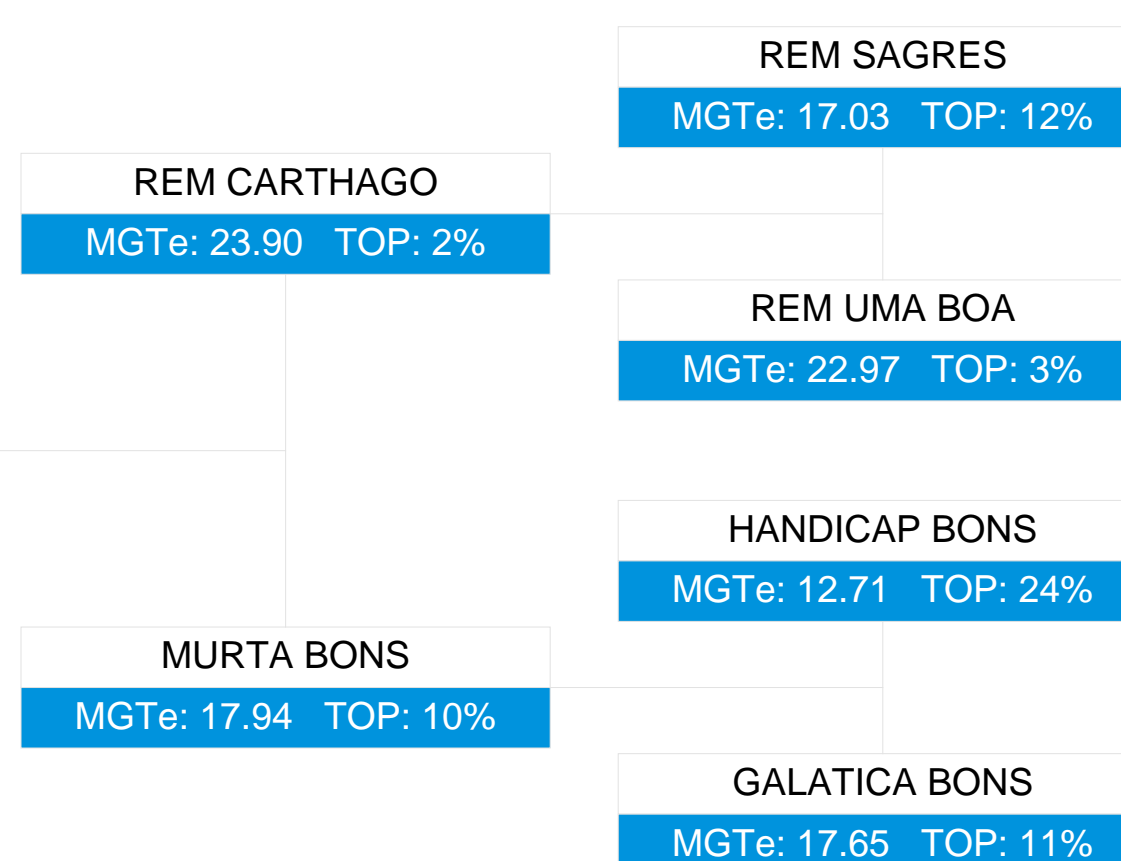 REM SAGRES
MGTe: 17.03 TOP: 12%
REM CARTHAGO
MGTe: 23.90 TOP: 2%
REM UMA BOA
MGTe: 22.97 TOP: 3%
HANDICAP BONS
MGTe: 12.71 TOP: 24%
MURTA BONS
MGTe: 17.94 TOP: 10%
GALATICA BONS
MGTe: 17.65 TOP: 11%